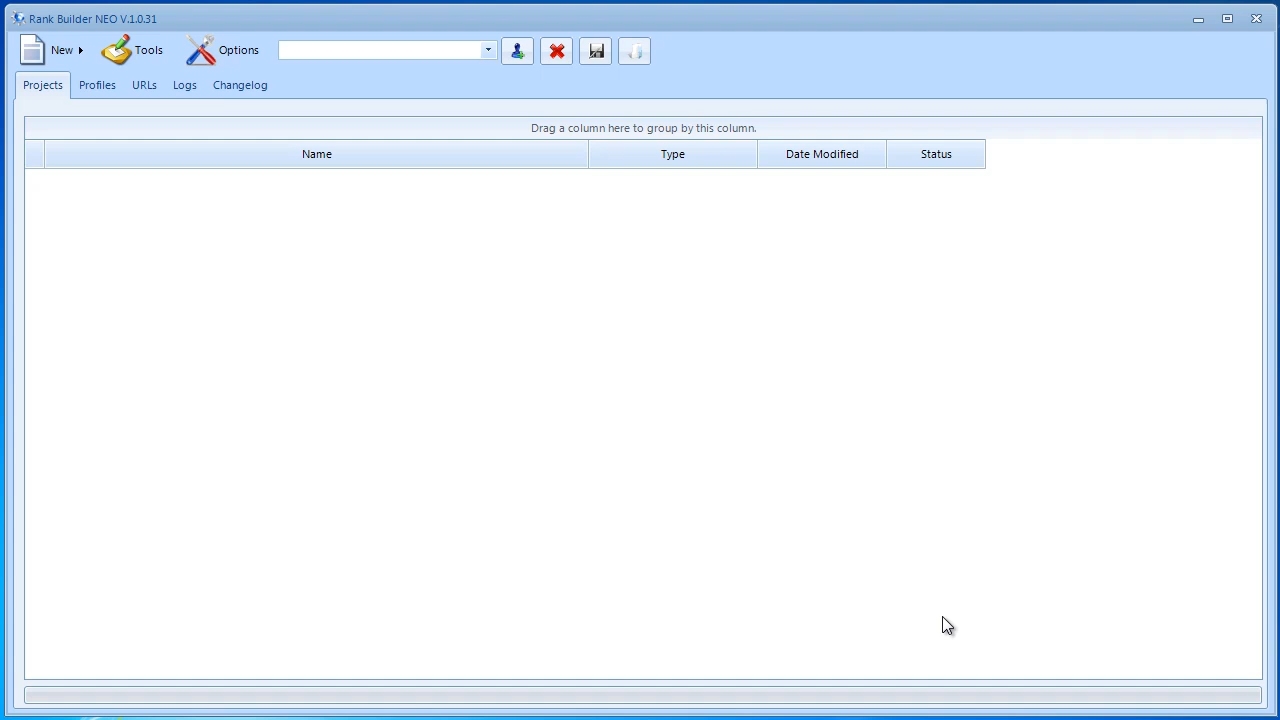 Rank Builder NEO V.1.0.31
New Tools Options
Projects Profiles URLs Logs Changelog
Drag a column here to group by this column.
Name Type Date Modified Status